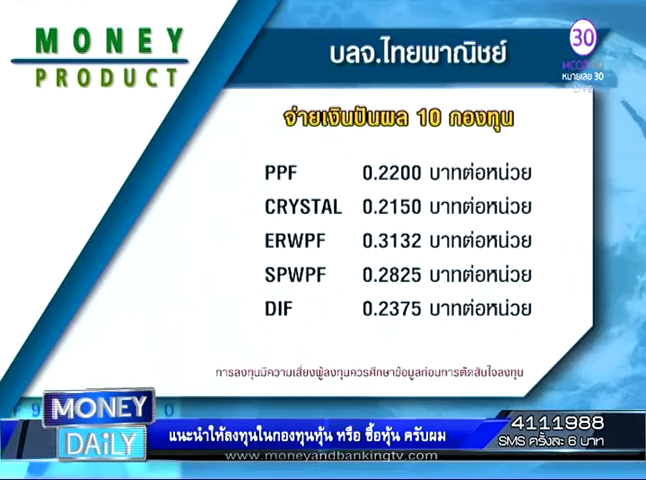 MONEY
PRODUCT
บลจ.ไทยพาณิชย์
30
หมายเลข 30
จ่ายเงินปันผล 10 กองทุน
PPF 0.2200 บาทต่อหน่วย
CRYSTAL 0.2150 บาทต่อหน่วย
ERWPF 0.3132 บาทต่อหน่วย
SPWPF 0.2825 บาทต่อหน่วย
DIF 0.2375 บาทต่อหน่วย
การลงทุนมีความเสี่ยงผู้ลงทุนควรศึกษาข้อมูลก่อนการตัดสินใจลงทุน
MONEY
DAiLY
แนะนำให้ลงทุนในกองทุนหุ้น หรือ ซื้อหุ้น ครับผม
4111988
SMS ครั้งละ 6 บาท
www.moneyandbankingtv.com